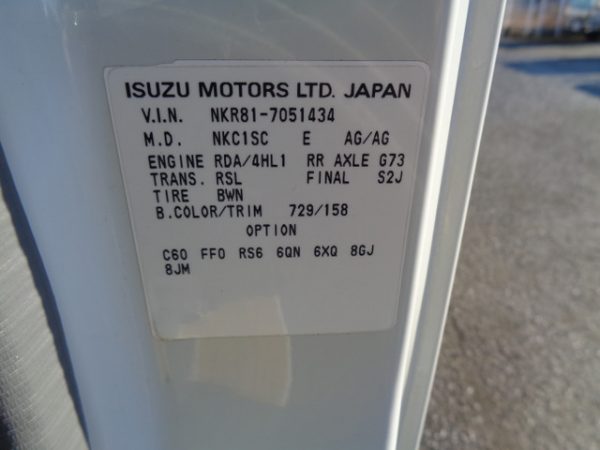 ISUZU MOTORS LTD. JAPAN
V.I.N. NKR81-7051434
M.D. NKC1SC E AG/AG
ENGINE RDA/4HL1 RR AXLE G73
TRANS. RSL FINAL S2J
TIRE BWN
B.COLOR/TRIM 729/158
OPTION
C60 FF0 RS6 6QN 6XQ 8GJ
8JM